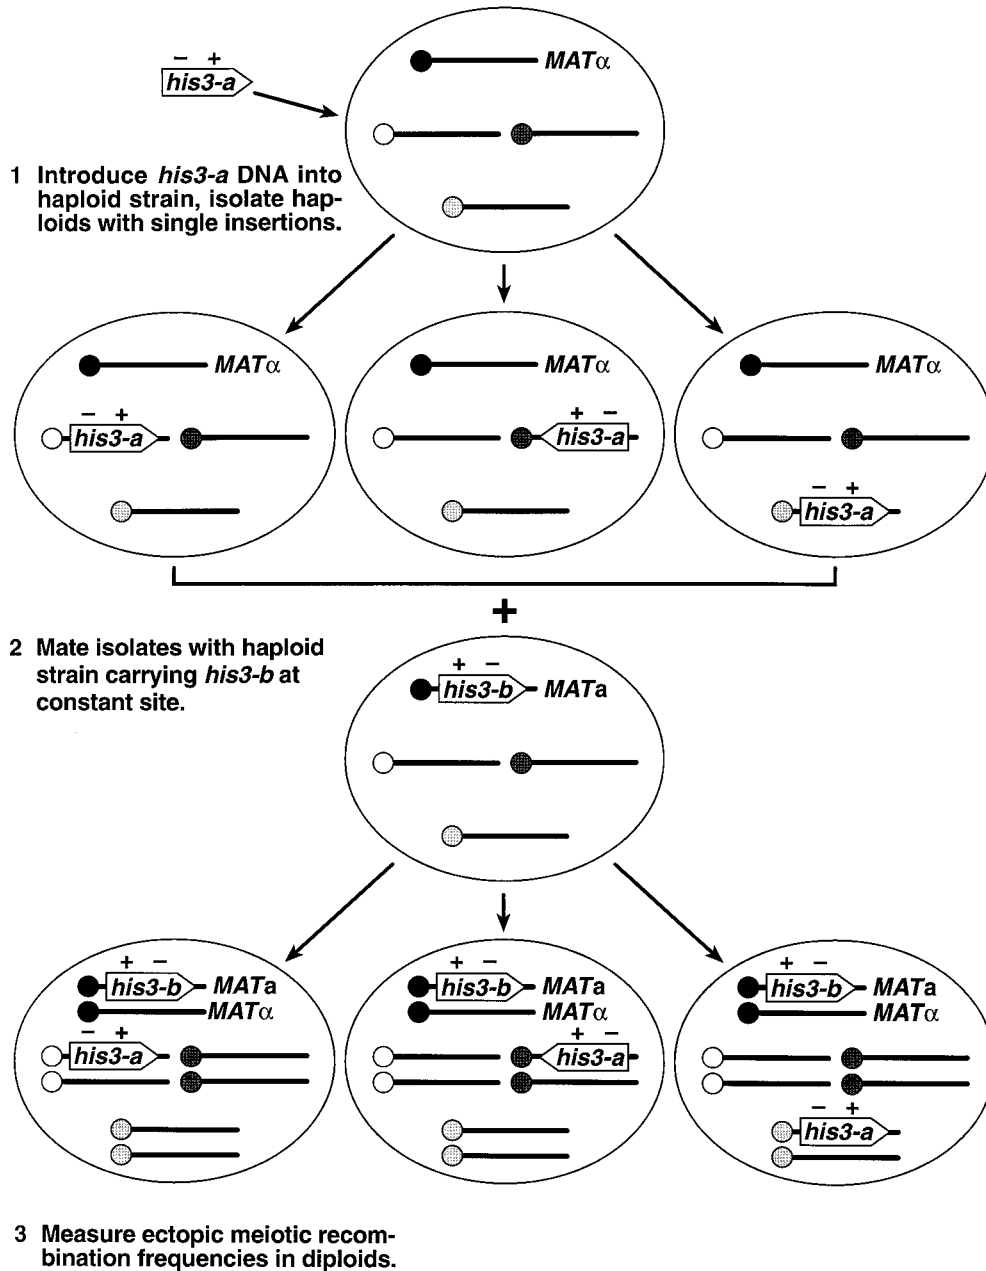 − +
his3-a
MATα
1 Introduce his3-a DNA into
haploid strain, isolate hap-
loids with single insertions.
MATα
− +
his3-a
MATα
+ −
his3-a
MATα
− +
his3-a
+
2 Mate isolates with haploid
strain carrying his3-b at
constant site.
+ −
his3-b MATa
+ −
his3-b MATa
MATα
− +
his3-a
+ −
his3-b MATa
MATα
+ −
his3-a
+ −
his3-b MATa
MATα
− +
his3-a
3 Measure ectopic meiotic recom-
bination frequencies in diploids.